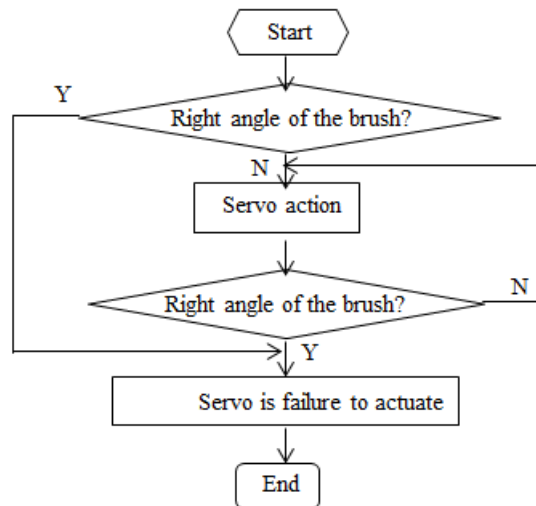 Start
Y
Right angle of the brush?
N
Servo action
Right angle of the brush?
N
Y
Servo is failure to actuate
End